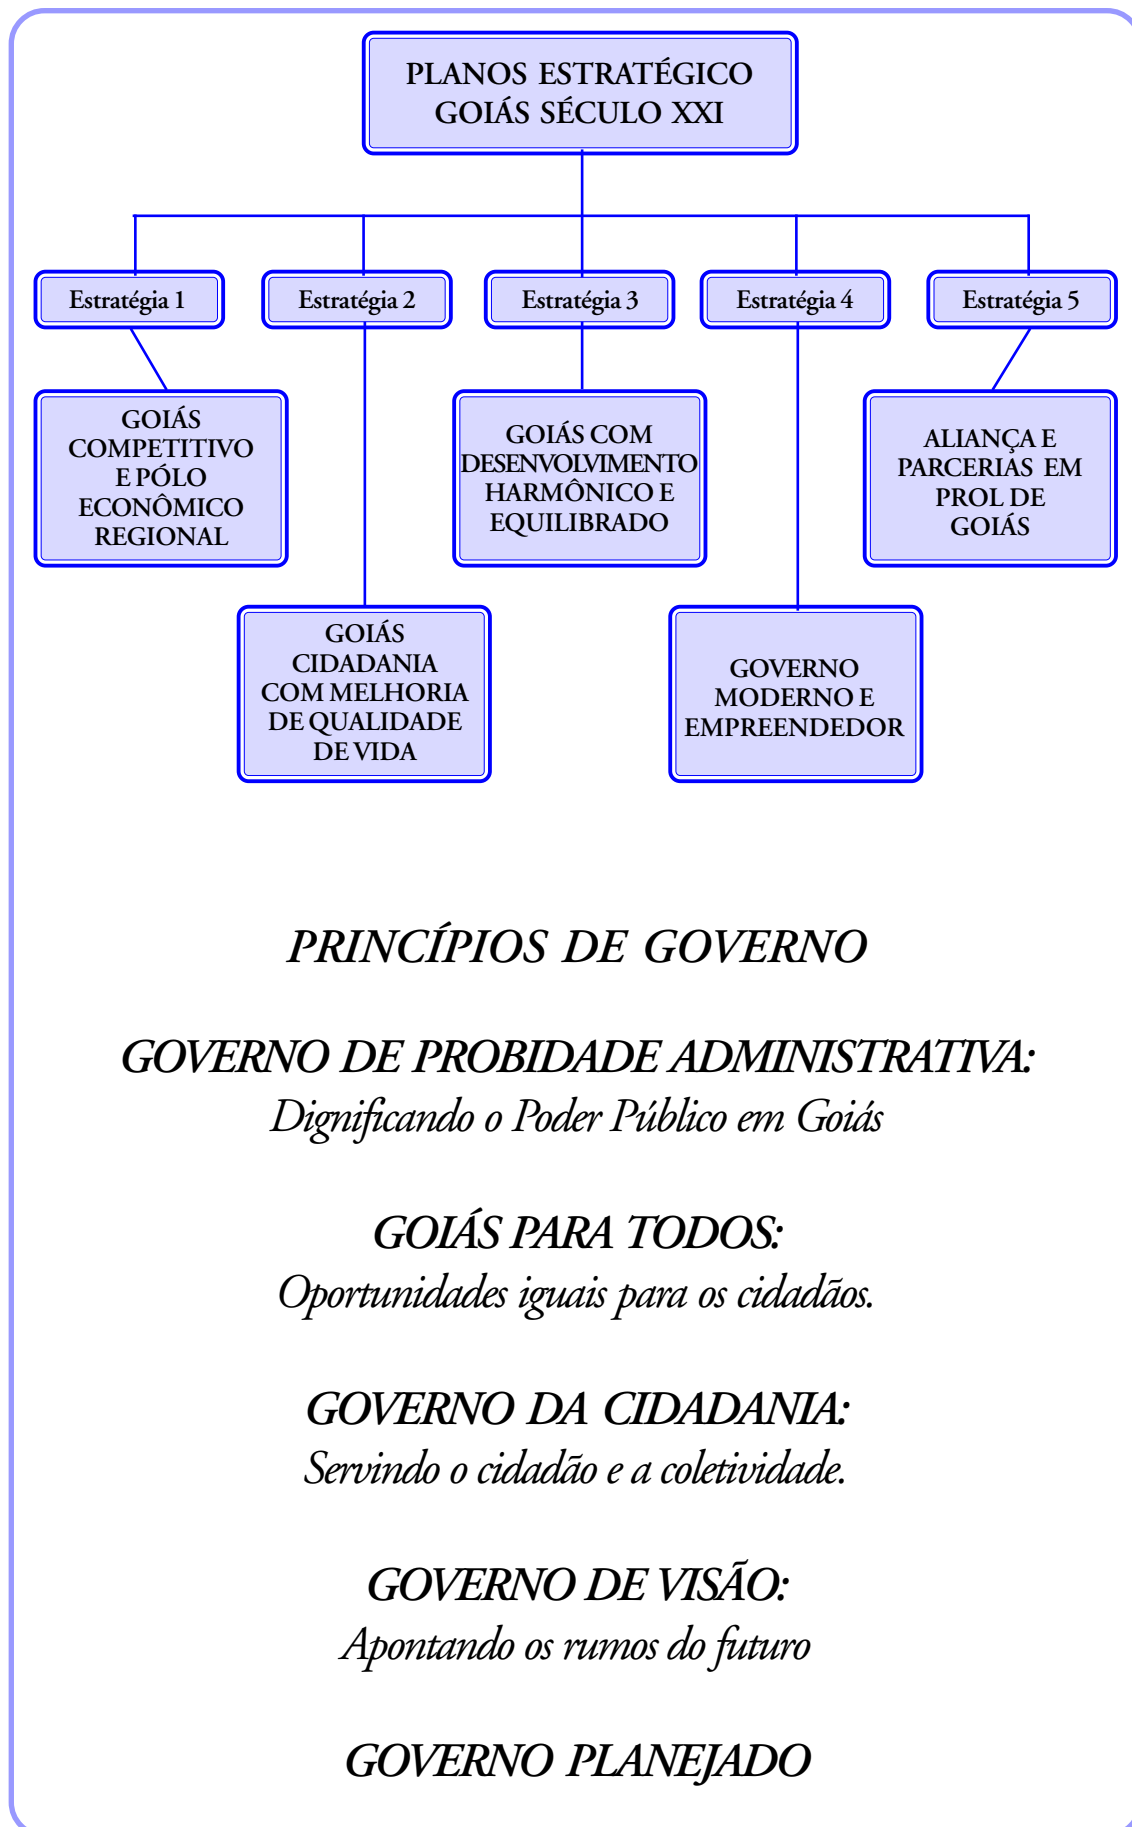 PLANOS ESTRATÉGICO
GOIÁS SÉCULO XXI
Estratégia 1
Estratégia 2
Estratégia 3
Estratégia 4
Estratégia 5
GOIÁS
COMPETITIVO
E PÓLO
ECONÔMICO
REGIONAL
GOIÁS COM
DESENVOLVIMENTO
HARMÔNICO E
EQUILIBRADO
ALIANÇA E
PARCERIAS EM
PROL DE
GOIÁS
GOIÁS
CIDADANIA
COM MELHORIA
DE QUALIDADE
DE VIDA
GOVERNO
MODERNO E
EMPREENDEDOR
PRINCÍPIOS DE GOVERNO
GOVERNO DE PROBIDADE ADMINISTRATIVA:
Dignificando o Poder Público em Goiás
GOIÁS PARA TODOS:
Oportunidades iguais para os cidadãos.
GOVERNO DA CIDADANIA:
Servindo o cidadão e a coletividade.
GOVERNO DE VISÃO:
Apontando os rumos do futuro
GOVERNO PLANEJADO